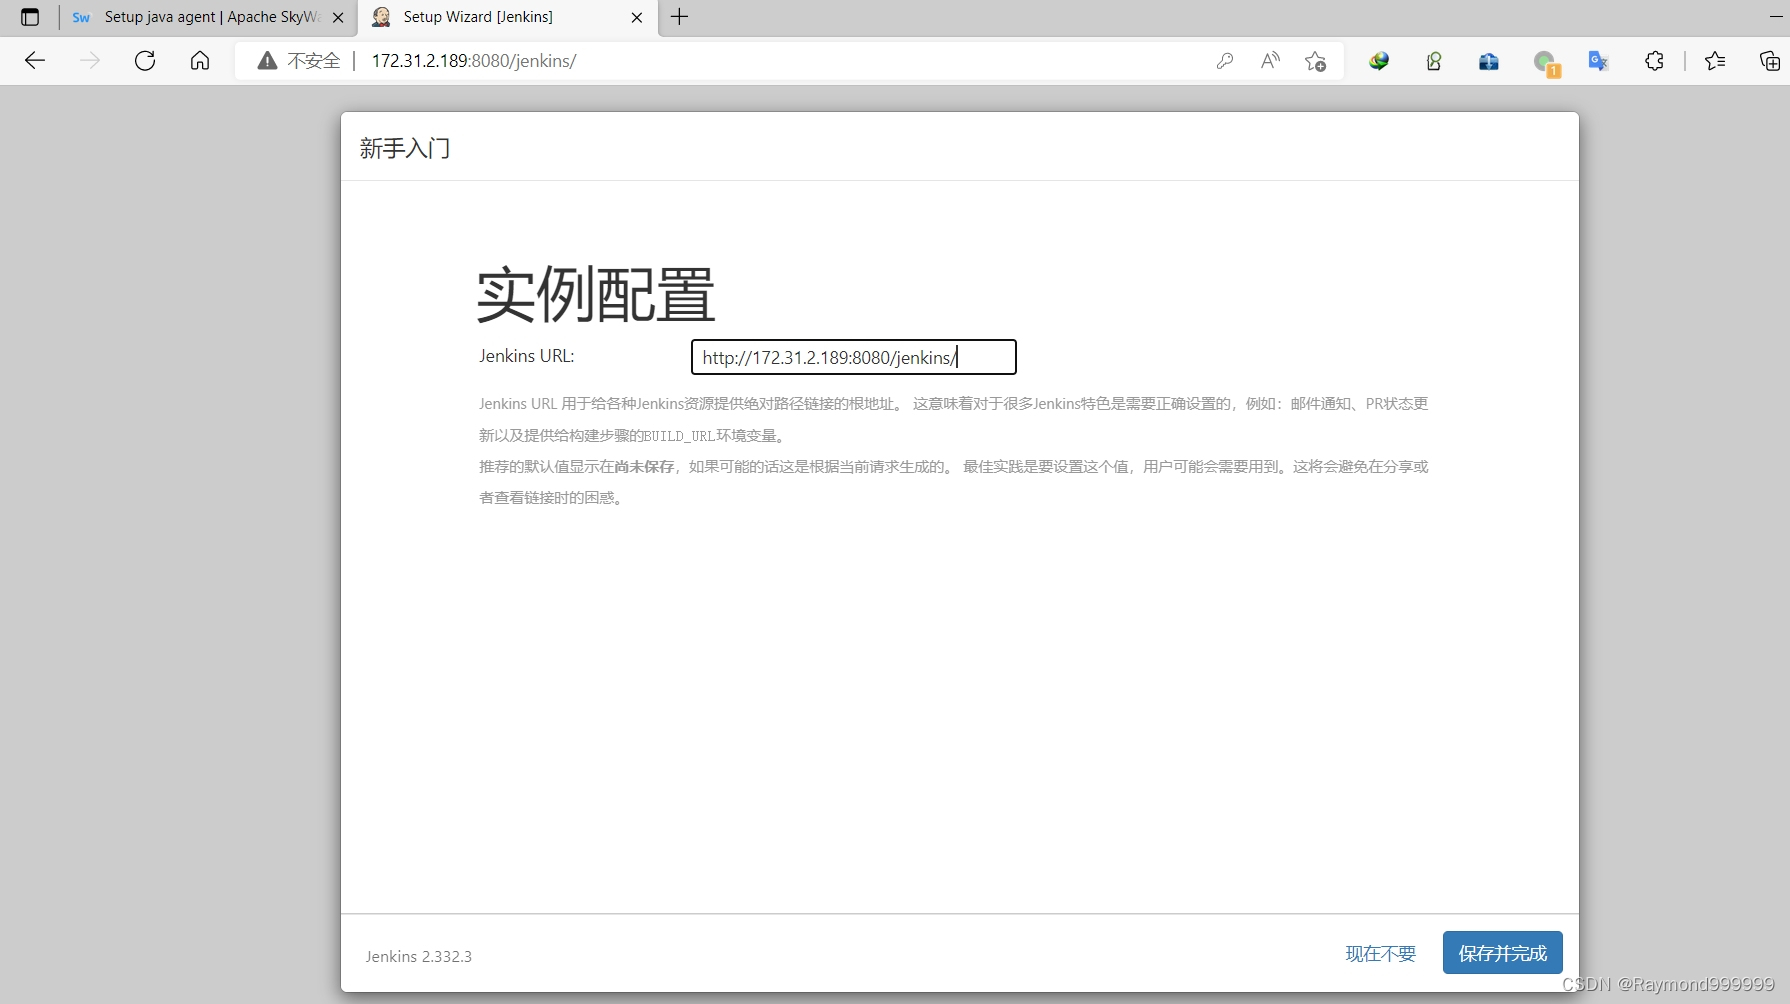 Setup java agent | Apache SkyWa
Setup Wizard [Jenkins]
不安全 | 172.31.2.189:8080/jenkins/
新手入门
实例配置
Jenkins URL:
http://172.31.2.189:8080/jenkins/
Jenkins URL 用于给各种Jenkins资源提供绝对路径链接的根地址。 这意味着对于很多Jenkins特色是需要正确设置的，例如：邮件通知、PR状态更
新以及提供给构建步骤的BUILD_URL环境变量。
推荐的默认值显示在尚未保存，如果可能的话这是根据当前请求生成的。 最佳实践是要设置这个值，用户可能会需要用到。这将会避免在分享或
者查看链接时的困惑。
Jenkins 2.332.3
现在不要
保存并完成
CSDN @Raymond999999